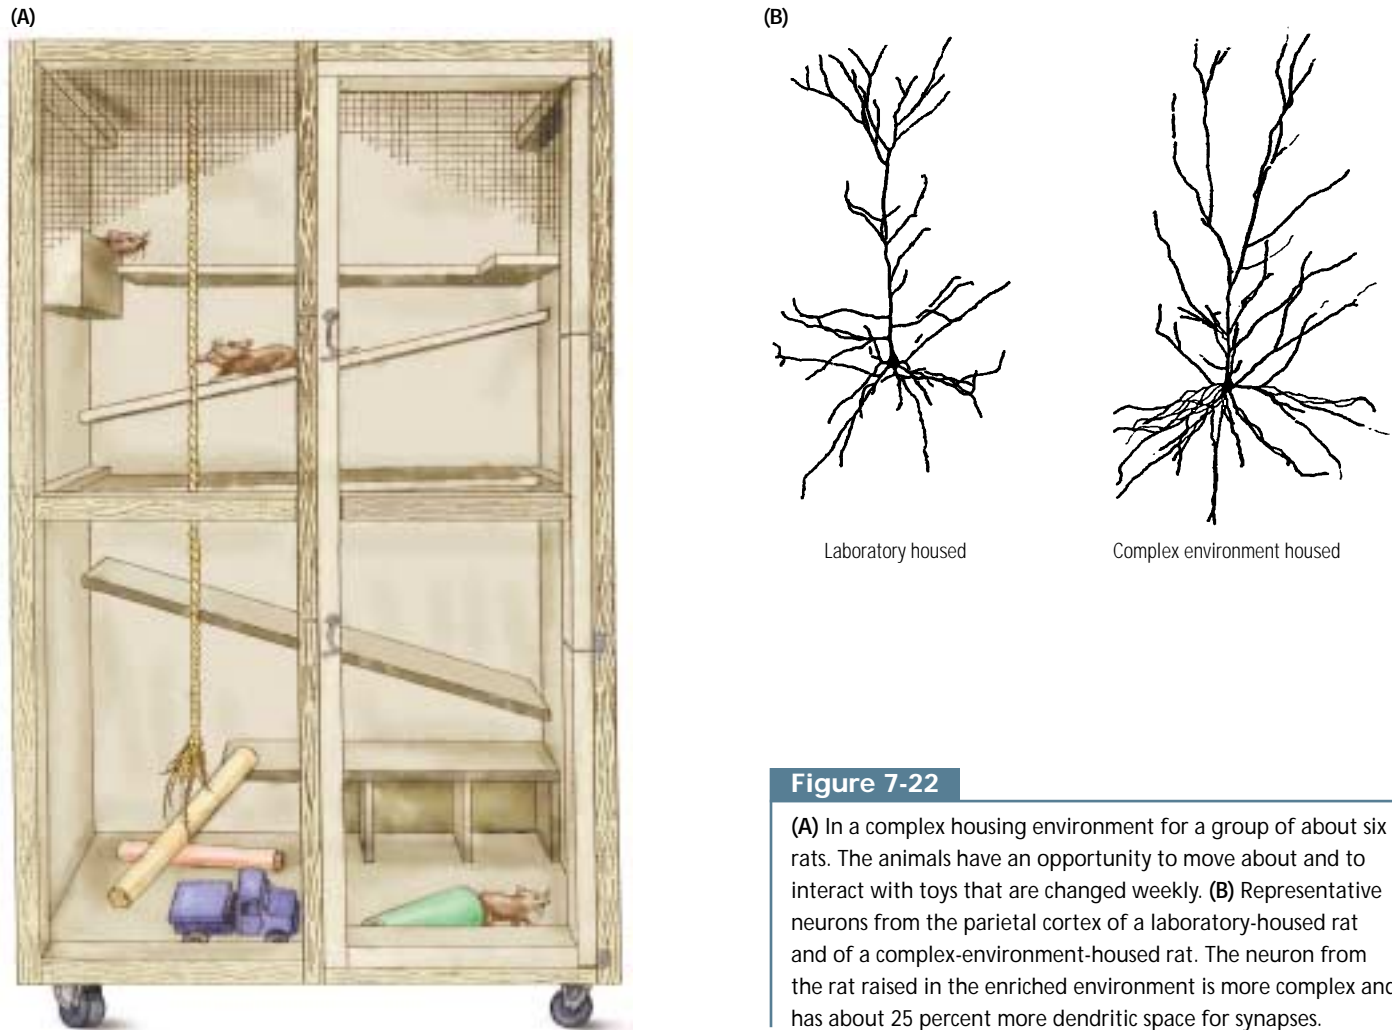 (A)
(B)
Laboratory housed
Complex environment housed
Figure 7-22
(A) In a complex housing environment for a group of about six
rats. The animals have an opportunity to move about and to
interact with toys that are changed weekly. (B) Representative
neurons from the parietal cortex of a laboratory-housed rat
and of a complex-environment-housed rat. The neuron from
the rat raised in the enriched environment is more complex and
has about 25 percent more dendritic space for synapses.